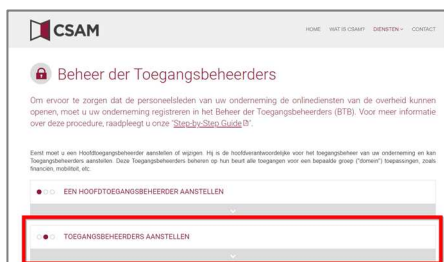 CSAM
HOME WAT IS CSAM? DIENSTEN CONTACT
Beheer der Toegangsbeheerders
Om ervoor te zorgen dat de personeelsleden van uw onderneming de onlinediensten van de overheid kunnen
openen, moet u uw onderneming registreren in het Beheer der Toegangsbeheerders (BTB). Voor meer informatie
over deze procedure, raadpleegt u onze "Step-by-Step Guide".
Eerst moet u een Hoofdtoegangsbeheerder aanstellen of wijzigen. Hij is de hoofdverantwoordelijke voor het toegangsbeheer van uw onderneming en kan
Toegangsbeheerders aanstellen. Deze Toegangsbeheerders beheren op hun beurt alle toegangen voor een bepaalde groep ("domein") toepassingen, zoals
financiën, mobiliteit, etc.
EEN HOOFDTOEGANGSBEHEERDER AANSTELLEN
TOEGANGSBEHEERDERS AANSTELLEN